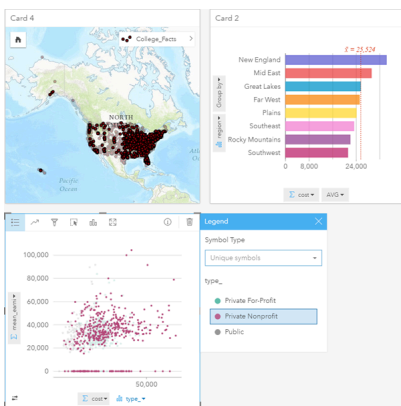 Card 4
College_Facts
NORTH
Pacific
Ocean
Card 2
x̄ = 25,524
New England
Mid East
Great Lakes
Far West
Plains
Southeast
Rocky Mountains
Southwest
Group by
region
0 8,000 24,000
Σ cost AVG
100,000
80,000
60,000
40,000
20,000
0
50,000
Σ cost type_
Legend
Symbol Type
Unique symbols
type_
Private For-Profit
Private Nonprofit
Public